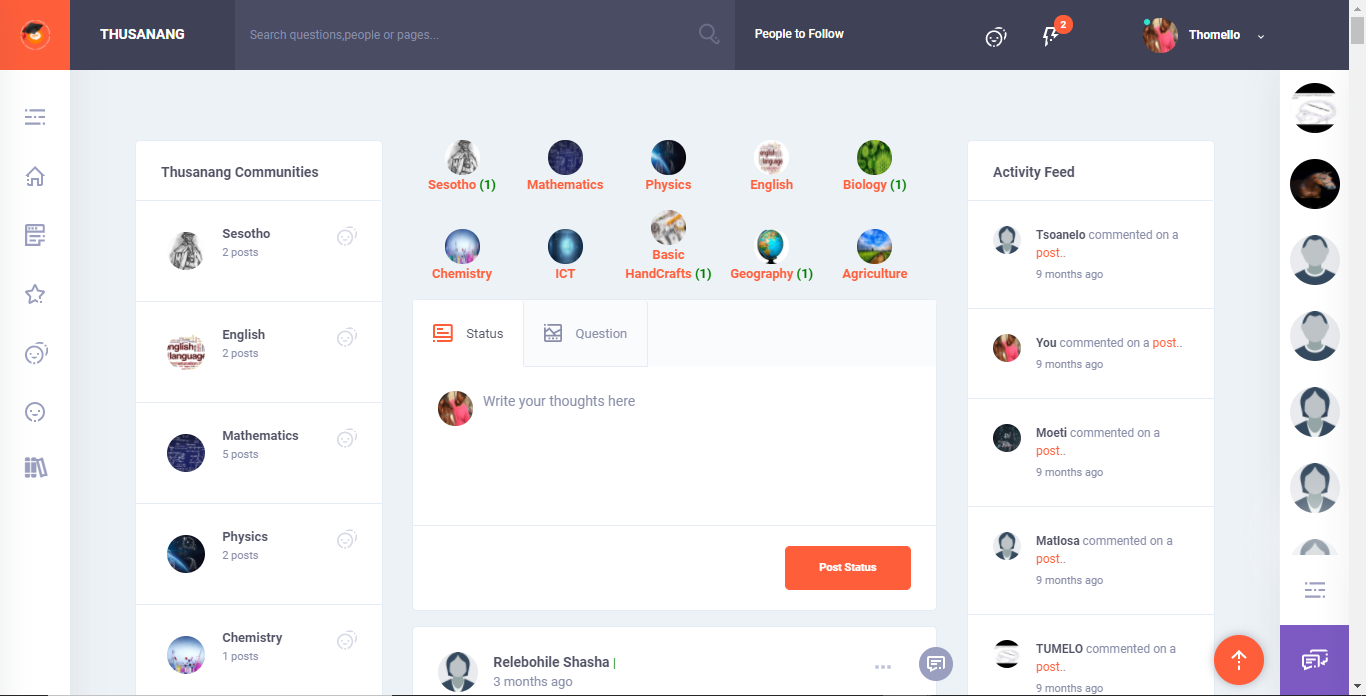 THUSANANG
Search questions,people or pages...
People to Follow
2
Thomello
Thusanang Communities
Sesotho
2 posts
English
2 posts
Mathematics
5 posts
Physics
2 posts
Chemistry
1 posts
Sesotho (1)
Mathematics
Physics
English
Biology (1)
Chemistry
ICT
Basic
HandCrafts (1)
Geography (1)
Agriculture
Status
Question
Write your thoughts here
Post Status
Relebohile Shasha |
3 months ago
Activity Feed
Tsoanelo commented on a
post..
9 months ago
You commented on a post..
9 months ago
Moeti commented on a
post..
9 months ago
Matlosa commented on a
post..
9 months ago
TUMELO commented on a
post..
9 months ago
english
language